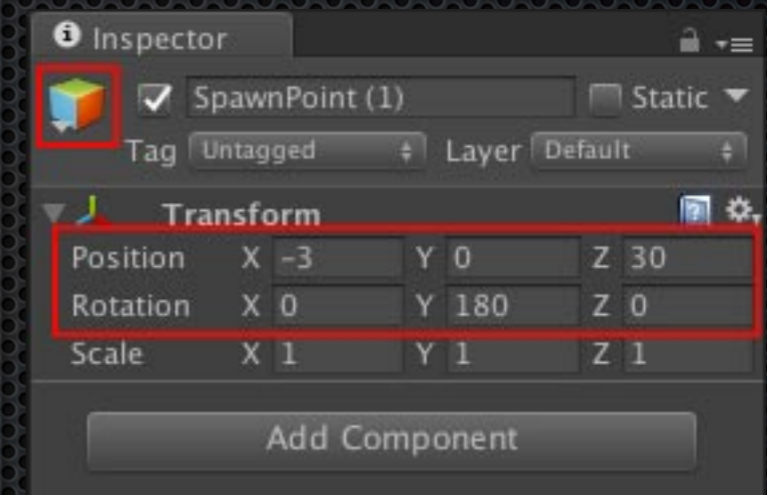 Inspector
SpawnPoint (1) Static
Tag Untagged Layer Default
Transform
Position X -3 Y 0 Z 30
Rotation X 0 Y 180 Z 0
Scale X 1 Y 1 Z 1
Add Component